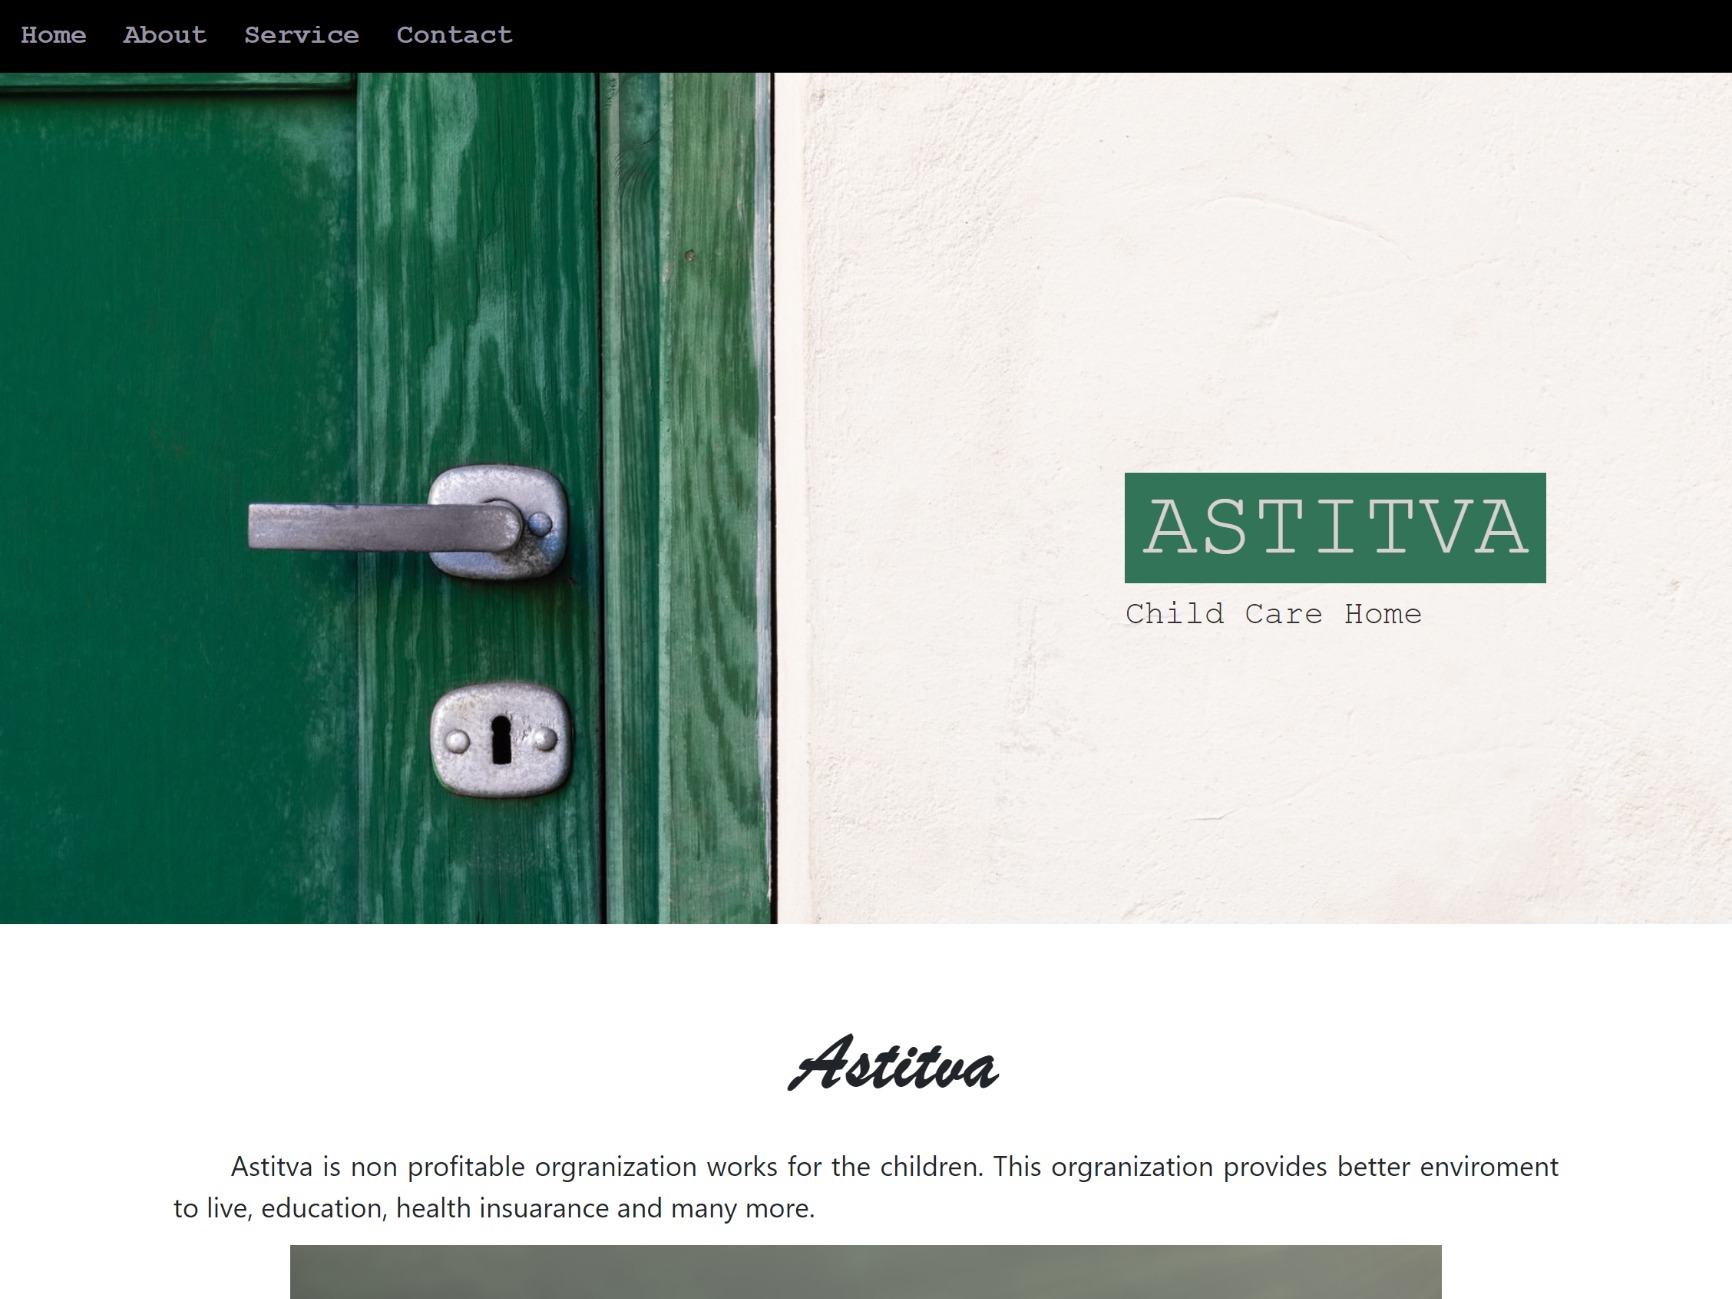 Home About Service Contact
ASTITVA
Child Care Home
Astitva
Astitva is non profitable orgranization works for the children. This orgranization provides better enviroment
to live, education, health insuarance and many more.